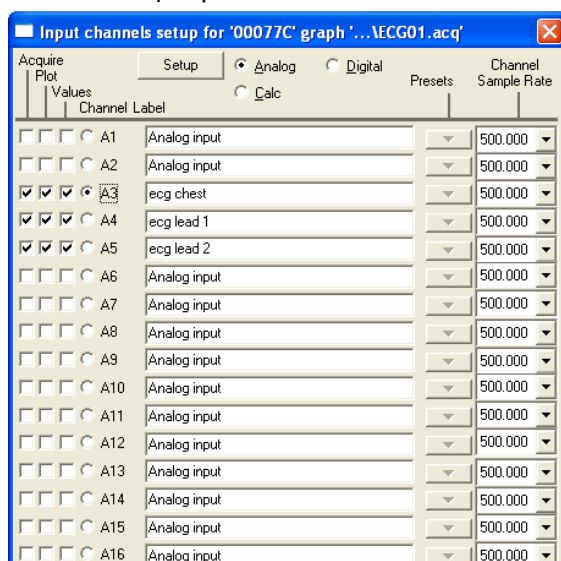 Input channels setup for '00077C' graph '...\ECG01.acq'
Acquire Setup Analog Digital Channel
Plot Presets Sample Rate
Values Calc
Channel Label
A1 Analog input 500.000
A2 Analog input 500.000
A3 ecg chest 500.000
A4 ecg lead 1 500.000
A5 ecg lead 2 500.000
A6 Analog input 500.000
A7 Analog input 500.000
A8 Analog input 500.000
A9 Analog input 500.000
A10 Analog input 500.000
A11 Analog input 500.000
A12 Analog input 500.000
A13 Analog input 500.000
A14 Analog input 500.000
A15 Analog input 500.000
A16 Analog input 500.000